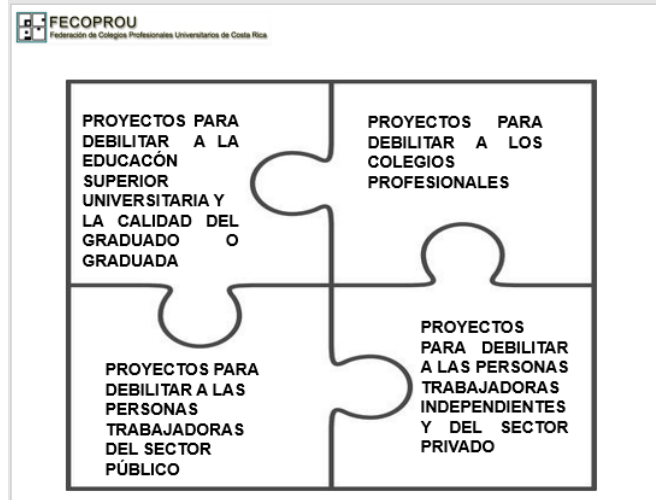 FECOPROU
Federación de Colegios Profesionales Universitarios de Costa Rica
PROYECTOS PARA
DEBILITAR A LA
EDUCACÓN
SUPERIOR
UNIVERSITARIA Y
LA CALIDAD DEL
GRADUADO O
GRADUADA
PROYECTOS PARA
DEBILITAR A LOS
COLEGIOS
PROFESIONALES
PROYECTOS PARA
DEBILITAR A LAS
PERSONAS
TRABAJADORAS
DEL SECTOR
PÚBLICO
PROYECTOS
PARA DEBILITAR
A LAS PERSONAS
TRABAJADORAS
INDEPENDIENTES
Y DEL SECTOR
PRIVADO